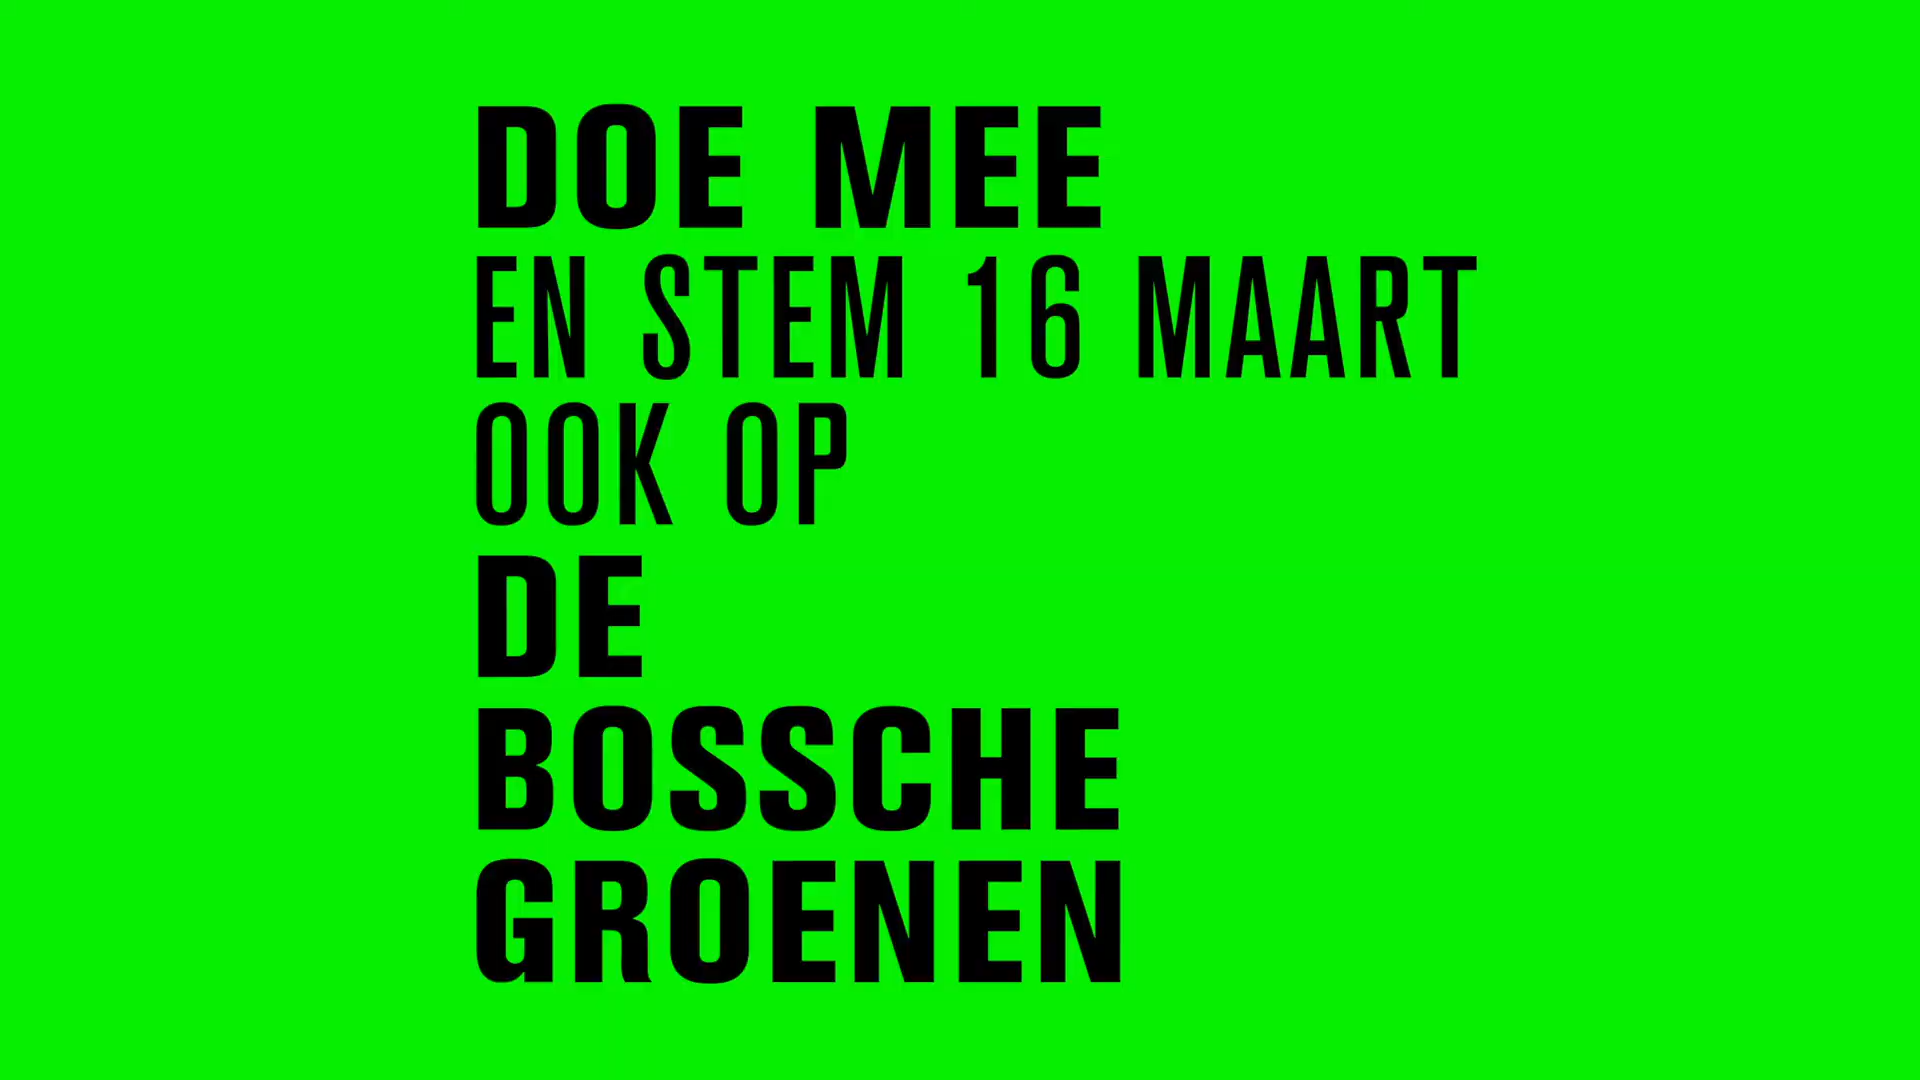 DOE MEE
EN STEM 16 MAART
OOK OP
DE
BOSSCHE
GROENEN